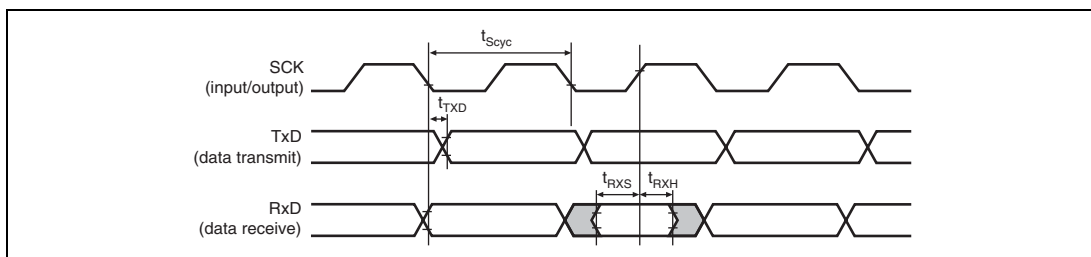 tScyc
SCK
(input/output)
tTXD
TxD
(data transmit)
tRXS tRXH
RxD
(data receive)